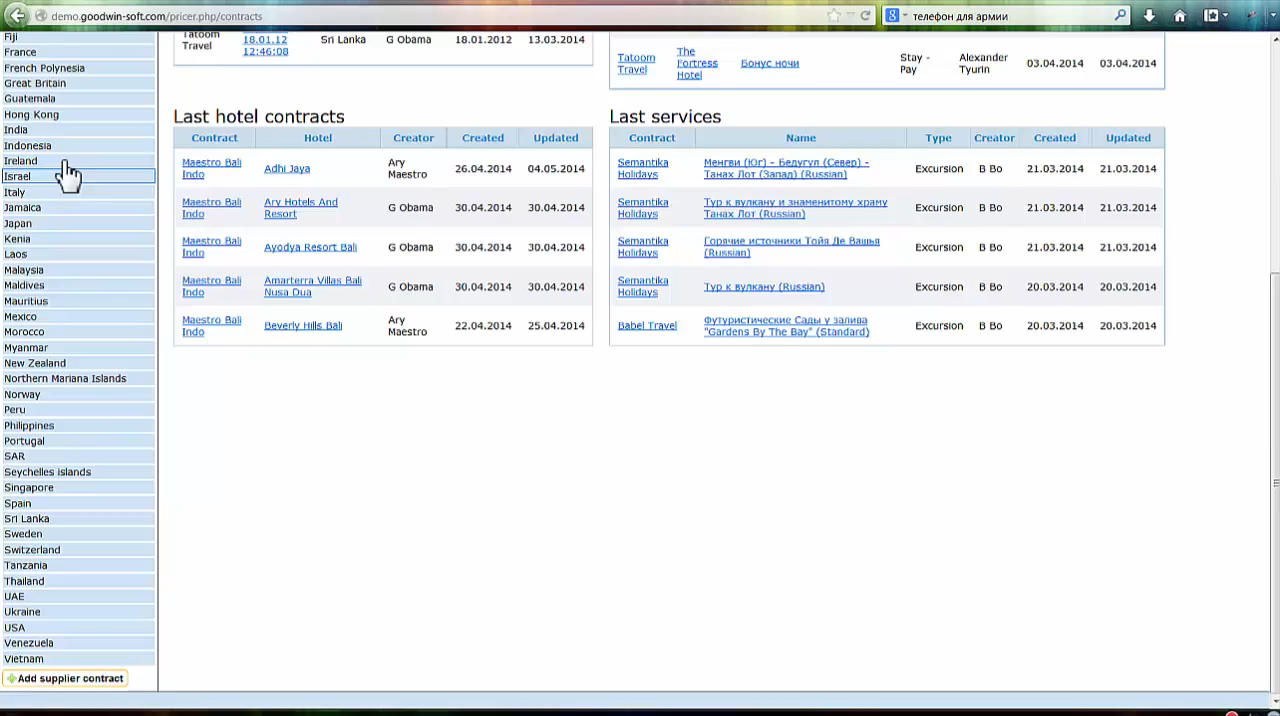 demo.goodwin-soft.com/pricer.php/contracts
телефон для армии
Fiji
France
French Polynesia
Great Britain
Guatemala
Hong Kong
India
Indonesia
Ireland
Israel
Italy
Jamaica
Japan
Kenia
Laos
Malaysia
Maldives
Mauritius
Mexico
Morocco
Myanmar
New Zealand
Northern Mariana Islands
Norway
Peru
Philippines
Portugal
SAR
Seychelles islands
Singapore
Spain
Sri Lanka
Sweden
Switzerland
Tanzania
Thailand
UAE
Ukraine
USA
Venezuela
Vietnam
Add supplier contract
Tatoom
Travel
18.01.12
12:46:08
Sri Lanka
G Obama
18.01.2012
13.03.2014
Tatoom
Travel
The
Fortress
Hotel
Бонус ночи
Stay -
Pay
Alexander
Tyurin
03.04.2014
03.04.2014
Last hotel contracts
Contract Hotel Creator Created Updated
Maestro Bali
Indo
Adhi Jaya
Ary
Maestro
26.04.2014
04.05.2014
Maestro Bali
Indo
Ary Hotels And
Resort
G Obama
30.04.2014
30.04.2014
Maestro Bali
Indo
Ayodya Resort Bali
G Obama
30.04.2014
30.04.2014
Maestro Bali
Indo
Amarterra Villas Bali
Nusa Dua
G Obama
30.04.2014
30.04.2014
Maestro Bali
Indo
Beverly Hills Bali
Ary
Maestro
22.04.2014
25.04.2014
Last services
Contract Name Type Creator Created Updated
Semantika
Holidays
Менгви (Юг) - Бедугул (Север) -
Танах Лот (Запад) (Russian)
Excursion
B Bo
21.03.2014
21.03.2014
Semantika
Holidays
Тур к вулкану и знаменитому храму
Танах Лот (Russian)
Excursion
B Bo
21.03.2014
21.03.2014
Semantika
Holidays
Горячие источники Тойя Де Вашья
(Russian)
Excursion
B Bo
21.03.2014
21.03.2014
Semantika
Holidays
Тур к вулкану (Russian)
Excursion
B Bo
20.03.2014
20.03.2014
Babel Travel
Футуристические Сады у залива
"Gardens By The Bay" (Standard)
Excursion
B Bo
20.03.2014
20.03.2014